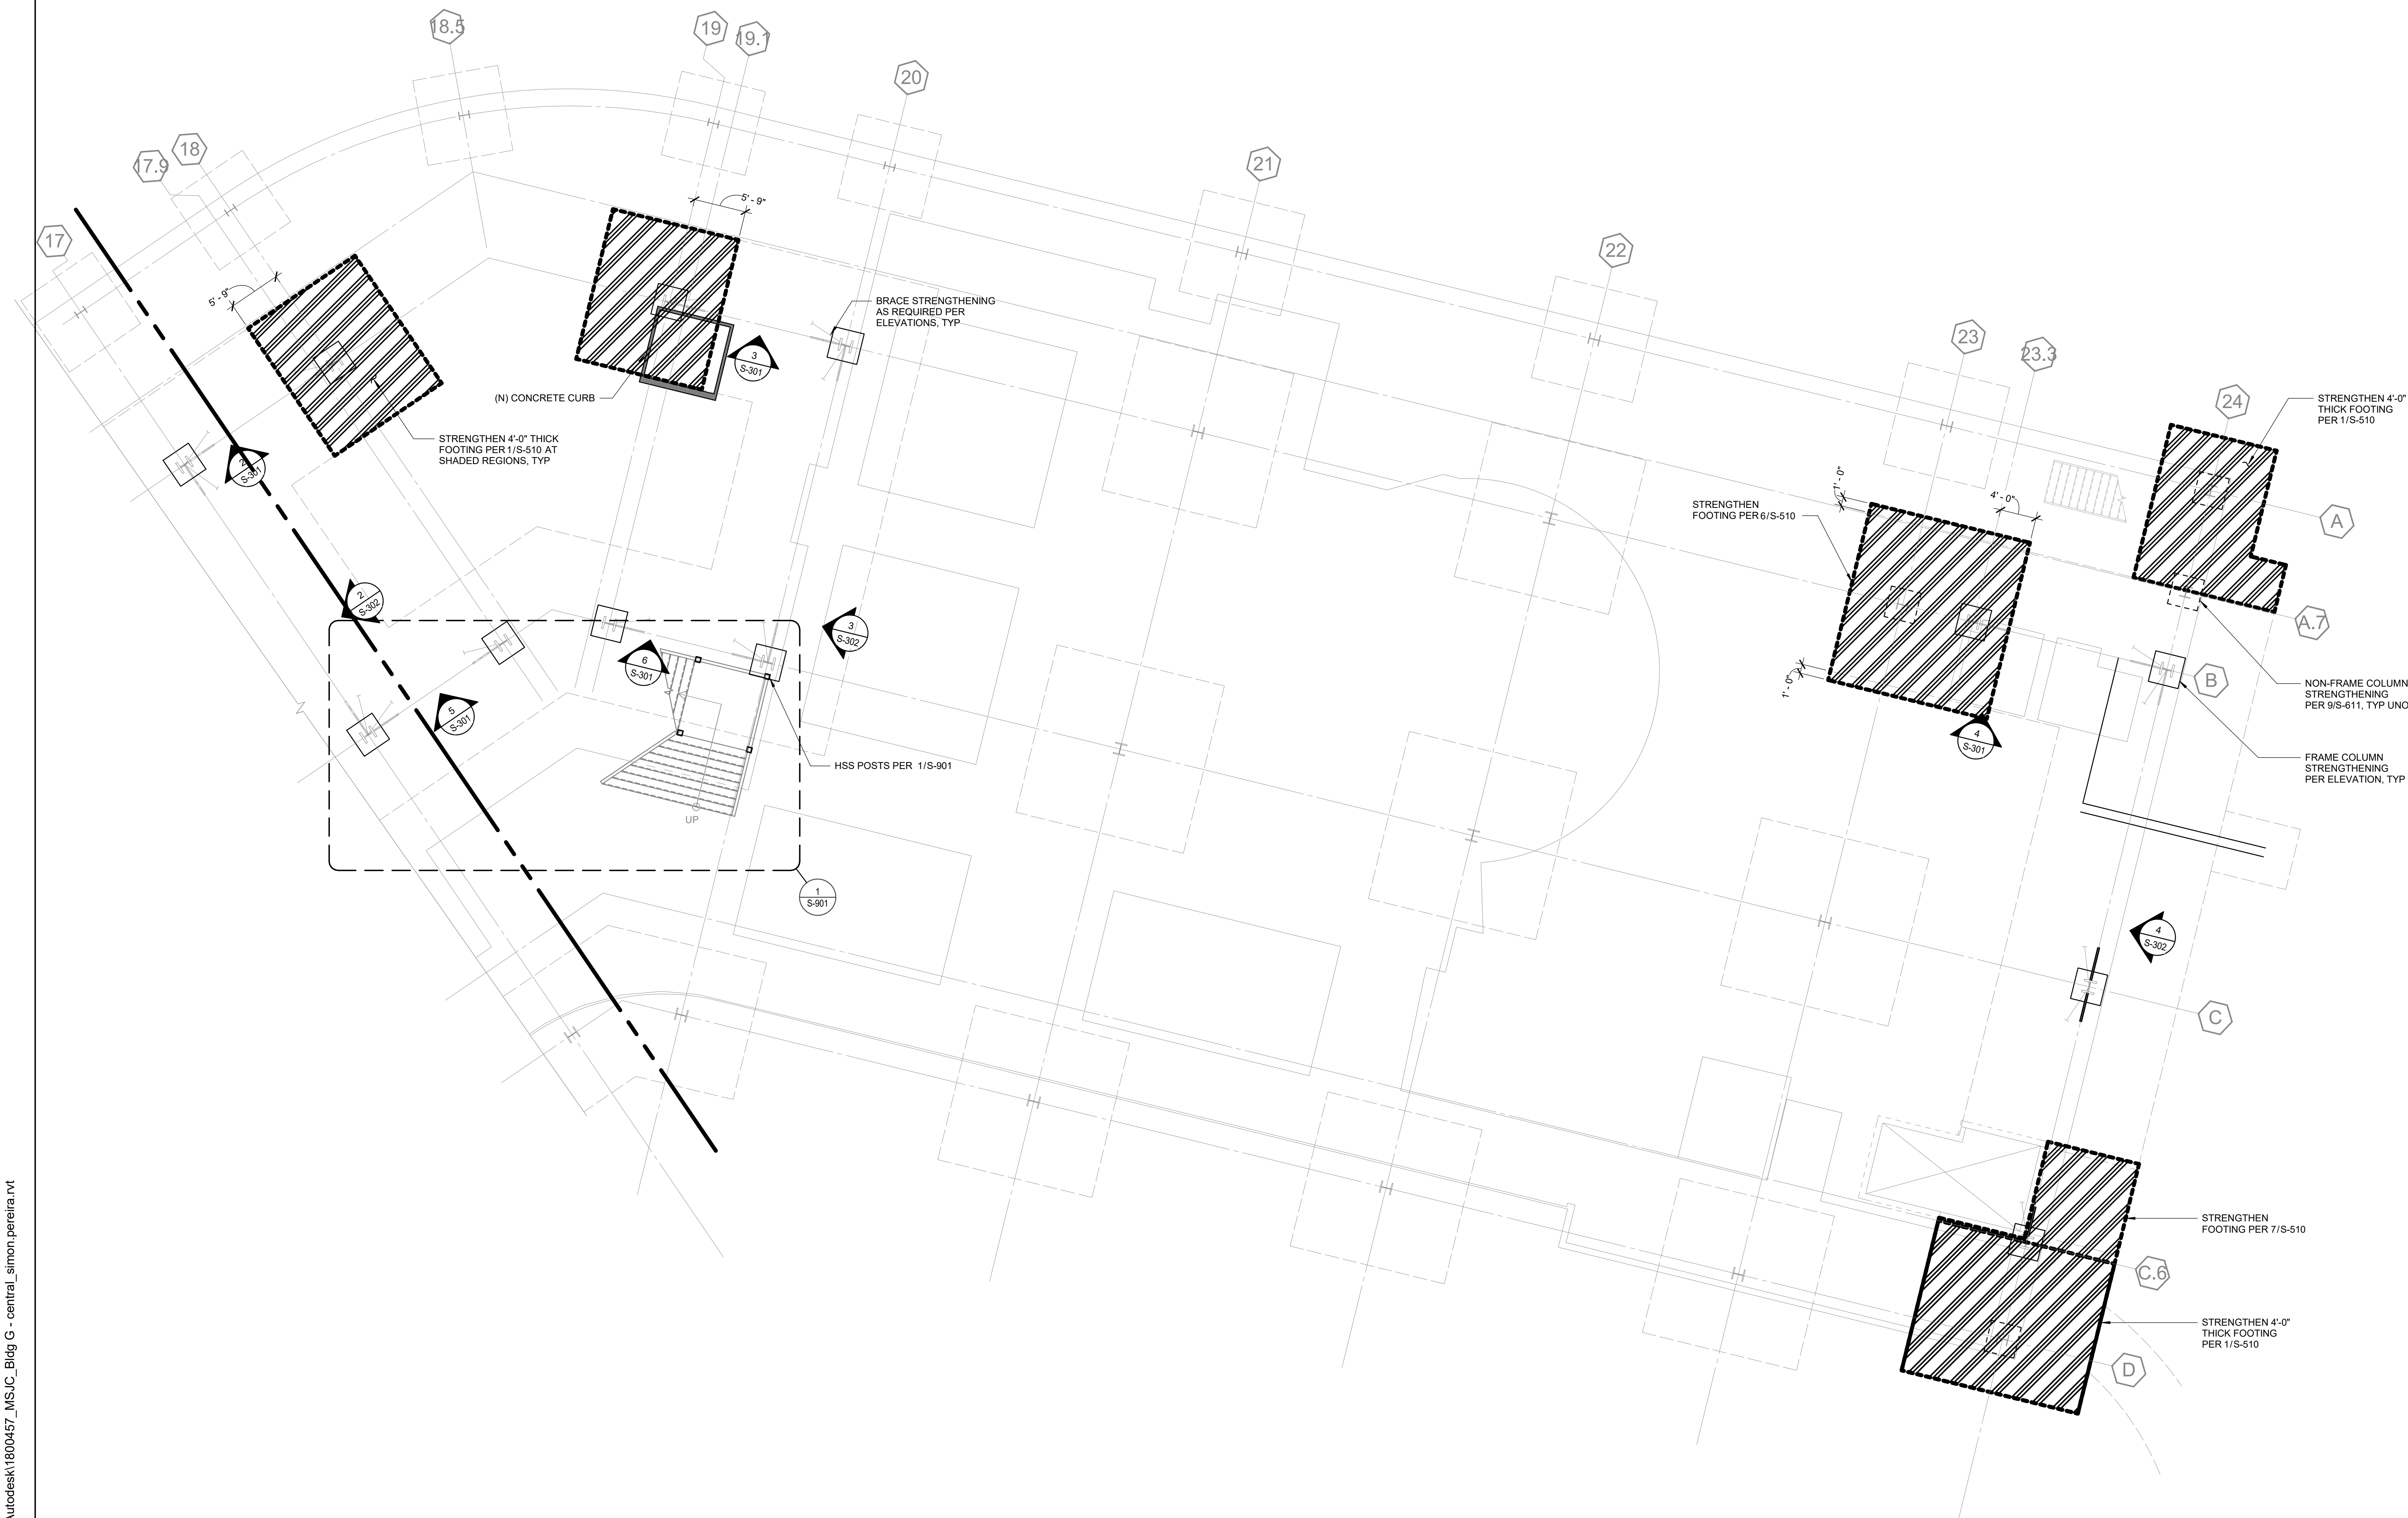 18.5
19
19.1
20
21
22
23
23.3
24
17.9
18
17
5' - 9"
5' - 9"
BRACE STRENGTHENING
AS REQUIRED PER
ELEVATIONS, TYP
3
S-301
(N) CONCRETE CURB
STRENGTHEN 4'-0" THICK
FOOTING PER 1/S-510 AT
SHADED REGIONS, TYP
2
S-301
STRENGTHEN 4'-0"
THICK FOOTING
PER 1/S-510
1' - 0"
4' - 0"
STRENGTHEN
FOOTING PER 6/S-510
A
A.7
2
S-302
3
S-302
6
S-301
5
S-301
1' - 0"
B
NON-FRAME COLUMN
STRENGTHENING
PER 9/S-611, TYP UNO
4
S-301
HSS POSTS PER 1/S-901
FRAME COLUMN
STRENGTHENING
PER ELEVATION, TYP
UP
1
S-901
4
S-302
C
STRENGTHEN
FOOTING PER 7/S-510
C.6
STRENGTHEN 4'-0"
THICK FOOTING
PER 1/S-510
D
Autodesk\1800457_MSJC_Bldg G - central_simon.pereira.rvt